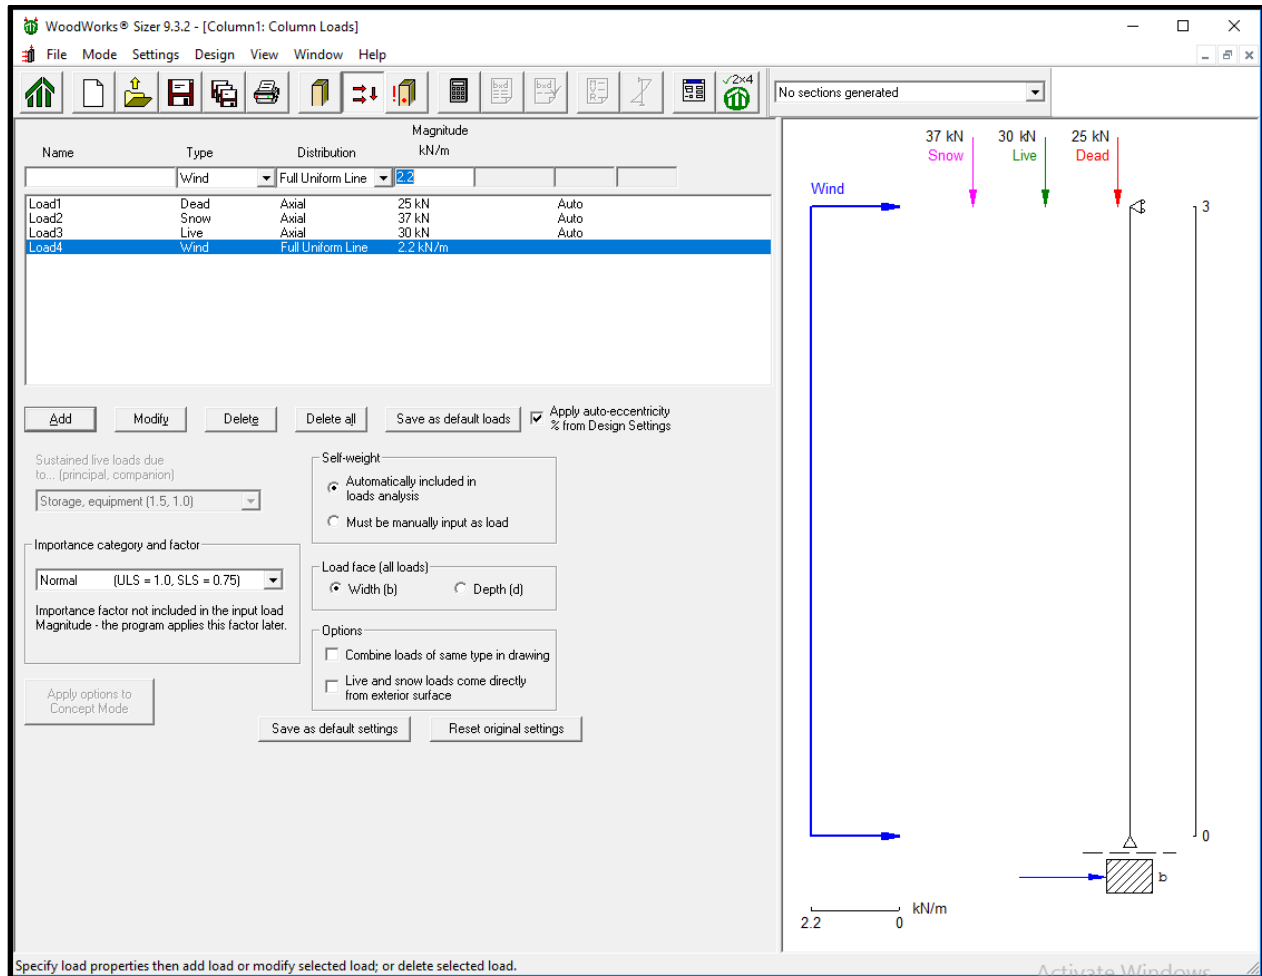 WoodWorks® Sizer 9.3.2 - [Column1: Column Loads]
File Mode Settings Design View Window Help
2x4
No sections generated
Magnitude
Name Type Distribution kN/m
Wind Full Uniform Line 2.2
Load1 Dead Axial 25 kN Auto
Load2 Snow Axial 37 kN Auto
Load3 Live Axial 30 kN Auto
Load4 Wind Full Uniform Line 2.2 kN/m
Add Modify Delete Delete all Save as default loads Apply auto-eccentricity
% from Design Settings
Sustained live loads due
to... (principal, companion)
Storage, equipment (1.5, 1.0)
Importance category and factor
Normal (ULS = 1.0, SLS = 0.75)
Importance factor not included in the input load
Magnitude - the program applies this factor later.
Apply options to
Concept Mode
Self-weight
Automatically included in
loads analysis
Must be manually input as load
Load face (all loads)
Width (b) Depth (d)
Options
Combine loads of same type in drawing
Live and snow loads come directly
from exterior surface
Save as default settings Reset original settings
37 kN 30 kN 25 kN
Snow Live Dead
Wind
3
0
b
kN/m
2.2 0
Specify load properties then add load or modify selected load; or delete selected load.
Activate Windows